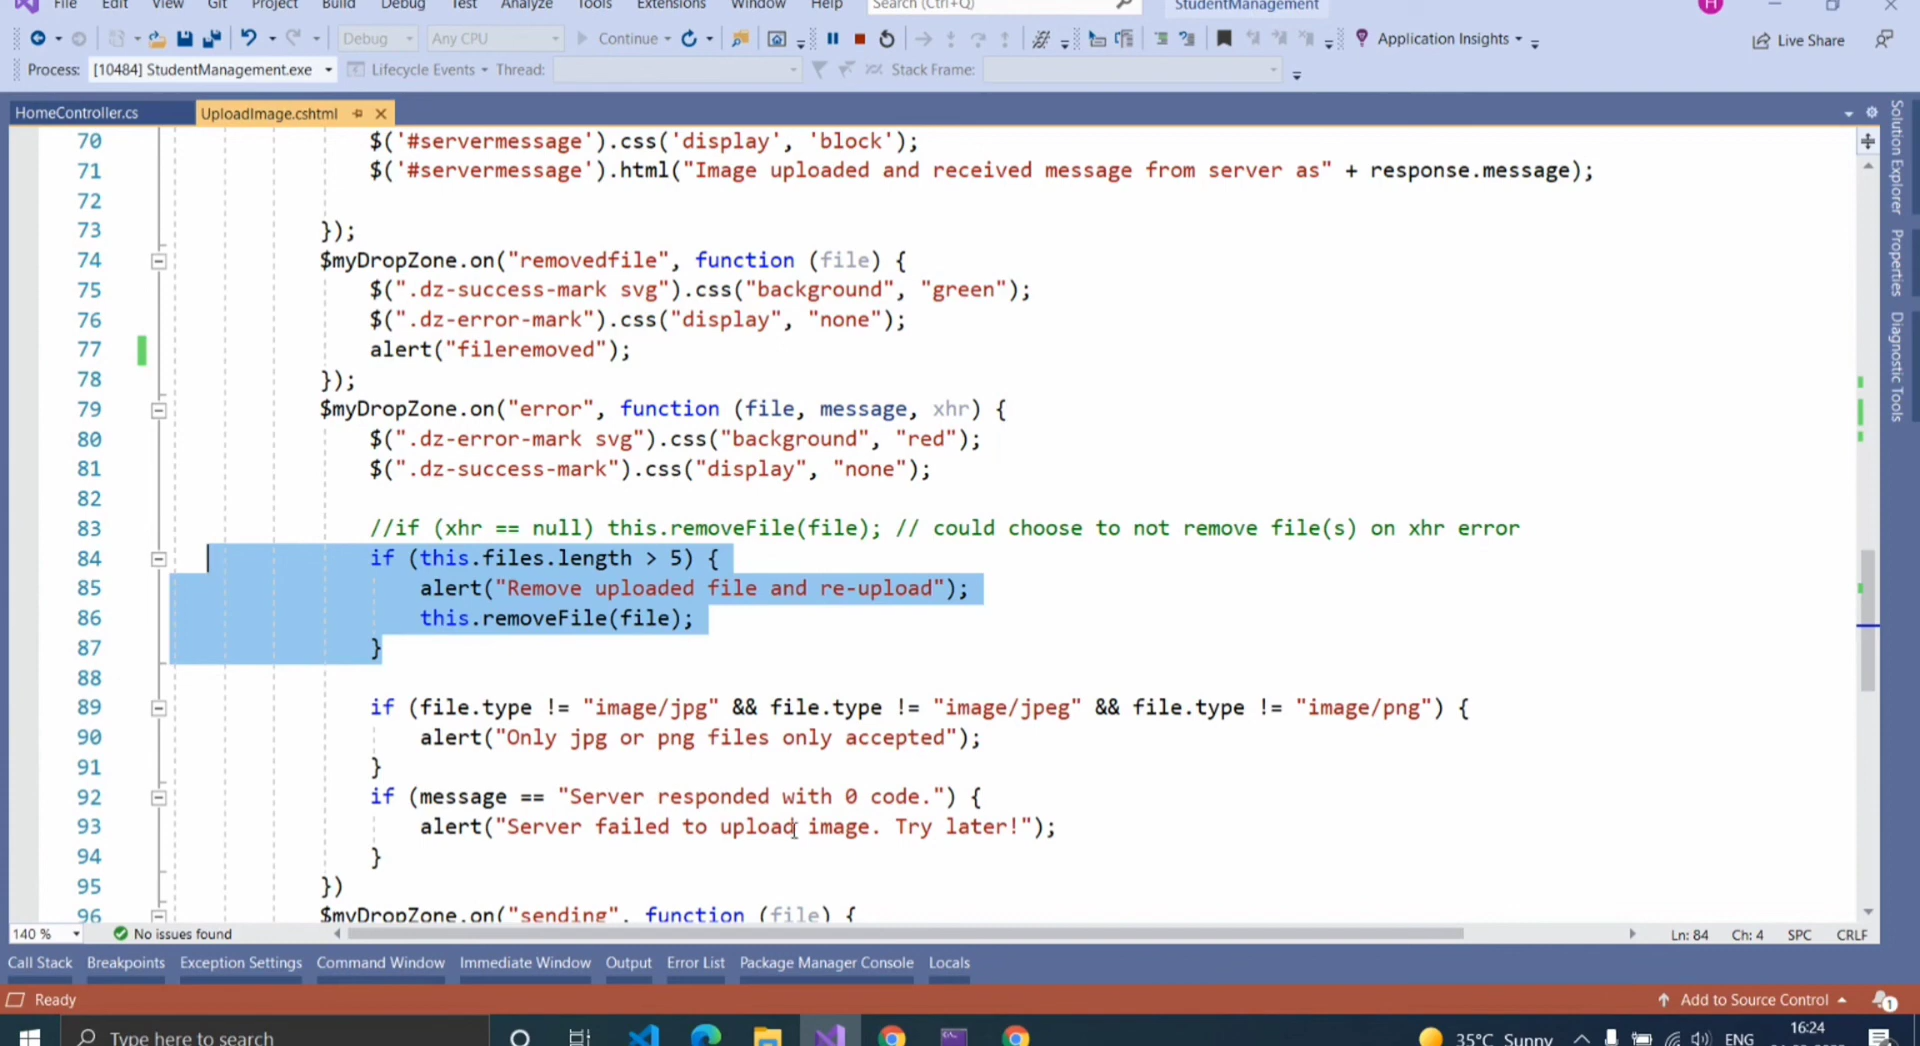 File Edit View Git Project Build Debug Test Analyze Tools Extensions Window Help Search (Ctrl+Q) StudentManagement H
Debug Any CPU Continue Application Insights Live Share
Process: [10484] StudentManagement.exe Lifecycle Events Thread: Stack Frame:
HomeController.cs UploadImage.cshtml
70 $('#servermessage').css('display', 'block');
71 $('#servermessage').html("Image uploaded and received message from server as" + response.message);
72
73 });
74 $myDropZone.on("removedfile", function (file) {
75 $(".dz-success-mark svg").css("background", "green");
76 $(".dz-error-mark").css("display", "none");
77 alert("fileremoved");
78 });
79 $myDropZone.on("error", function (file, message, xhr) {
80 $(".dz-error-mark svg").css("background", "red");
81 $(".dz-success-mark").css("display", "none");
82
83 //if (xhr == null) this.removeFile(file); // could choose to not remove file(s) on xhr error
84 if (this.files.length > 5) {
85 alert("Remove uploaded file and re-upload");
86 this.removeFile(file);
87 }
88
89 if (file.type != "image/jpg" && file.type != "image/jpeg" && file.type != "image/png") {
90 alert("Only jpg or png files only accepted");
91 }
92 if (message == "Server responded with 0 code.") {
93 alert("Server failed to upload image. Try later!");
94 }
95 })
96 $myDropZone.on("sending", function (file) {
Solution Explorer
Properties
Diagnostic Tools
140 % No issues found Ln: 84 Ch: 4 SPC CRLF
Call Stack Breakpoints Exception Settings Command Window Immediate Window Output Error List Package Manager Console Locals
Ready Add to Source Control 1
Type here to search 35°C Sunny ENG 16:24